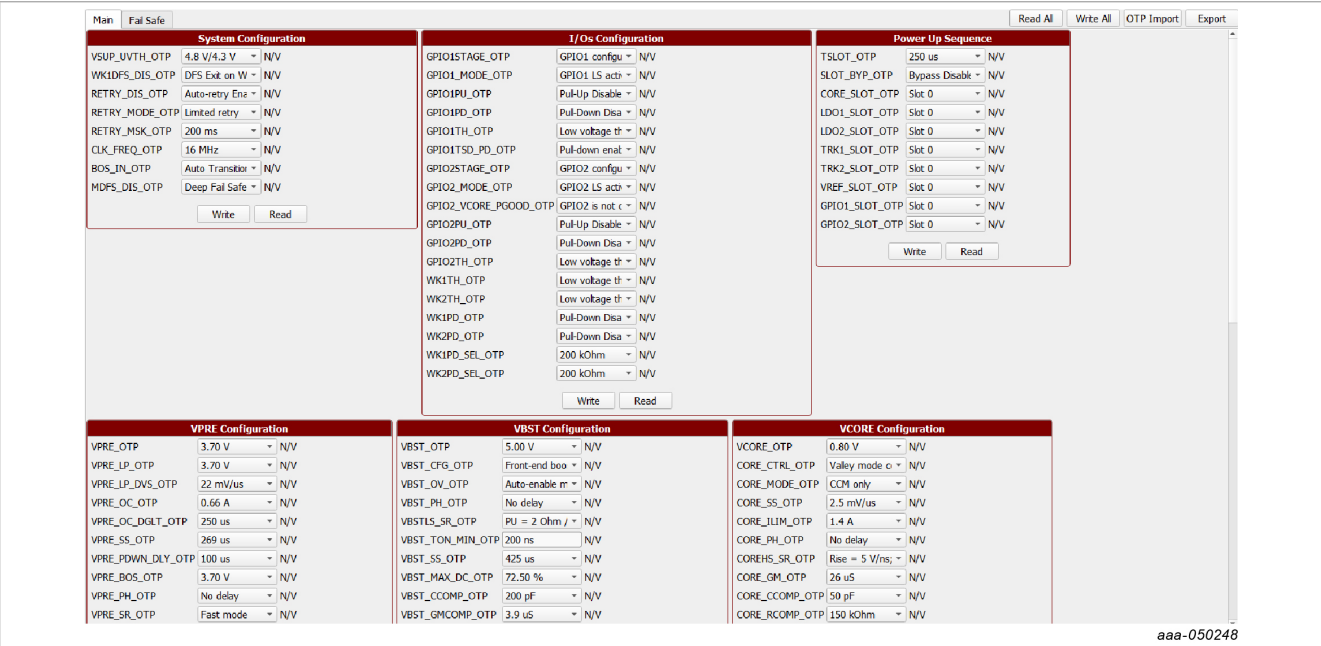 Main Fail Safe Read All Write All OTP Import Export
System Configuration
VSUP_UVTH_OTP 4.8 V/4.3 V N/V
WK1DFS_DIS_OTP DFS Exit on W N/V
RETRY_DIS_OTP Auto-retry Ena N/V
RETRY_MODE_OTP Limited retry N/V
RETRY_MSK_OTP 200 ms N/V
CLK_FREQ_OTP 16 MHz N/V
BOS_IN_OTP Auto Transition N/V
MDFS_DIS_OTP Deep Fail Safe N/V
Write Read
I/Os Configuration
GPIO1STAGE_OTP GPIO1 configu N/V
GPIO1_MODE_OTP GPIO1 LS activ N/V
GPIO1PU_OTP Pull-Up Disable N/V
GPIO1PD_OTP Pull-Down Disa N/V
GPIO1TH_OTP Low voltage th N/V
GPIO1TSD_PD_OTP Pull-down enat N/V
GPIO2STAGE_OTP GPIO2 configu N/V
GPIO2_MODE_OTP GPIO2 LS activ N/V
GPIO2_VCORE_PGOOD_OTP GPIO2 is not c N/V
GPIO2PU_OTP Pull-Up Disable N/V
GPIO2PD_OTP Pull-Down Disa N/V
GPIO2TH_OTP Low voltage th N/V
WK1TH_OTP Low voltage th N/V
WK2TH_OTP Low voltage th N/V
WK1PD_OTP Pull-Down Disa N/V
WK2PD_OTP Pull-Down Disa N/V
WK1PD_SEL_OTP 200 kOhm N/V
WK2PD_SEL_OTP 200 kOhm N/V
Write Read
Power Up Sequence
TSLOT_OTP 250 us N/V
SLOT_BYP_OTP Bypass Disable N/V
CORE_SLOT_OTP Slot 0 N/V
LDO1_SLOT_OTP Slot 0 N/V
LDO2_SLOT_OTP Slot 0 N/V
TRK1_SLOT_OTP Slot 0 N/V
TRK2_SLOT_OTP Slot 0 N/V
VREF_SLOT_OTP Slot 0 N/V
GPIO1_SLOT_OTP Slot 0 N/V
GPIO2_SLOT_OTP Slot 0 N/V
Write Read
VPRE Configuration
VPRE_OTP 3.70 V N/V
VPRE_LP_OTP 3.70 V N/V
VPRE_LP_DVS_OTP 22 mV/us N/V
VPRE_OC_OTP 0.66 A N/V
VPRE_OC_DGLT_OTP 250 us N/V
VPRE_SS_OTP 269 us N/V
VPRE_PDWN_DLY_OTP 100 us N/V
VPRE_BOS_OTP 3.70 V N/V
VPRE_PH_OTP No delay N/V
VPRE_SR_OTP Fast mode N/V
VBST Configuration
VBST_OTP 5.00 V N/V
VBST_CFG_OTP Front-end boo N/V
VBST_OV_OTP Auto-enable m N/V
VBST_PH_OTP No delay N/V
VBSTLS_SR_OTP PU = 2 Ohm / N/V
VBST_TON_MIN_OTP 200 ns N/V
VBST_SS_OTP 425 us N/V
VBST_MAX_DC_OTP 72.50 % N/V
VBST_CCOMP_OTP 200 pF N/V
VBST_GMCOMP_OTP 3.9 uS N/V
VCORE Configuration
VCORE_OTP 0.80 V N/V
CORE_CTRL_OTP Valley mode c N/V
CORE_MODE_OTP CCM only N/V
CORE_SS_OTP 2.5 mV/us N/V
CORE_ILIM_OTP 1.4 A N/V
CORE_PH_OTP No delay N/V
COREHS_SR_OTP Rise = 5 V/ns; N/V
CORE_GM_OTP 26 uS N/V
CORE_CCOMP_OTP 50 pF N/V
CORE_RCOMP_OTP 150 kOhm N/V
aaa-050248